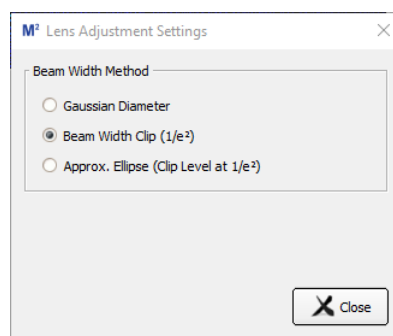 M² Lens Adjustment Settings
Beam Width Method
Gaussian Diameter
Beam Width Clip (1/e²)
Approx. Ellipse (Clip Level at 1/e²)
Close